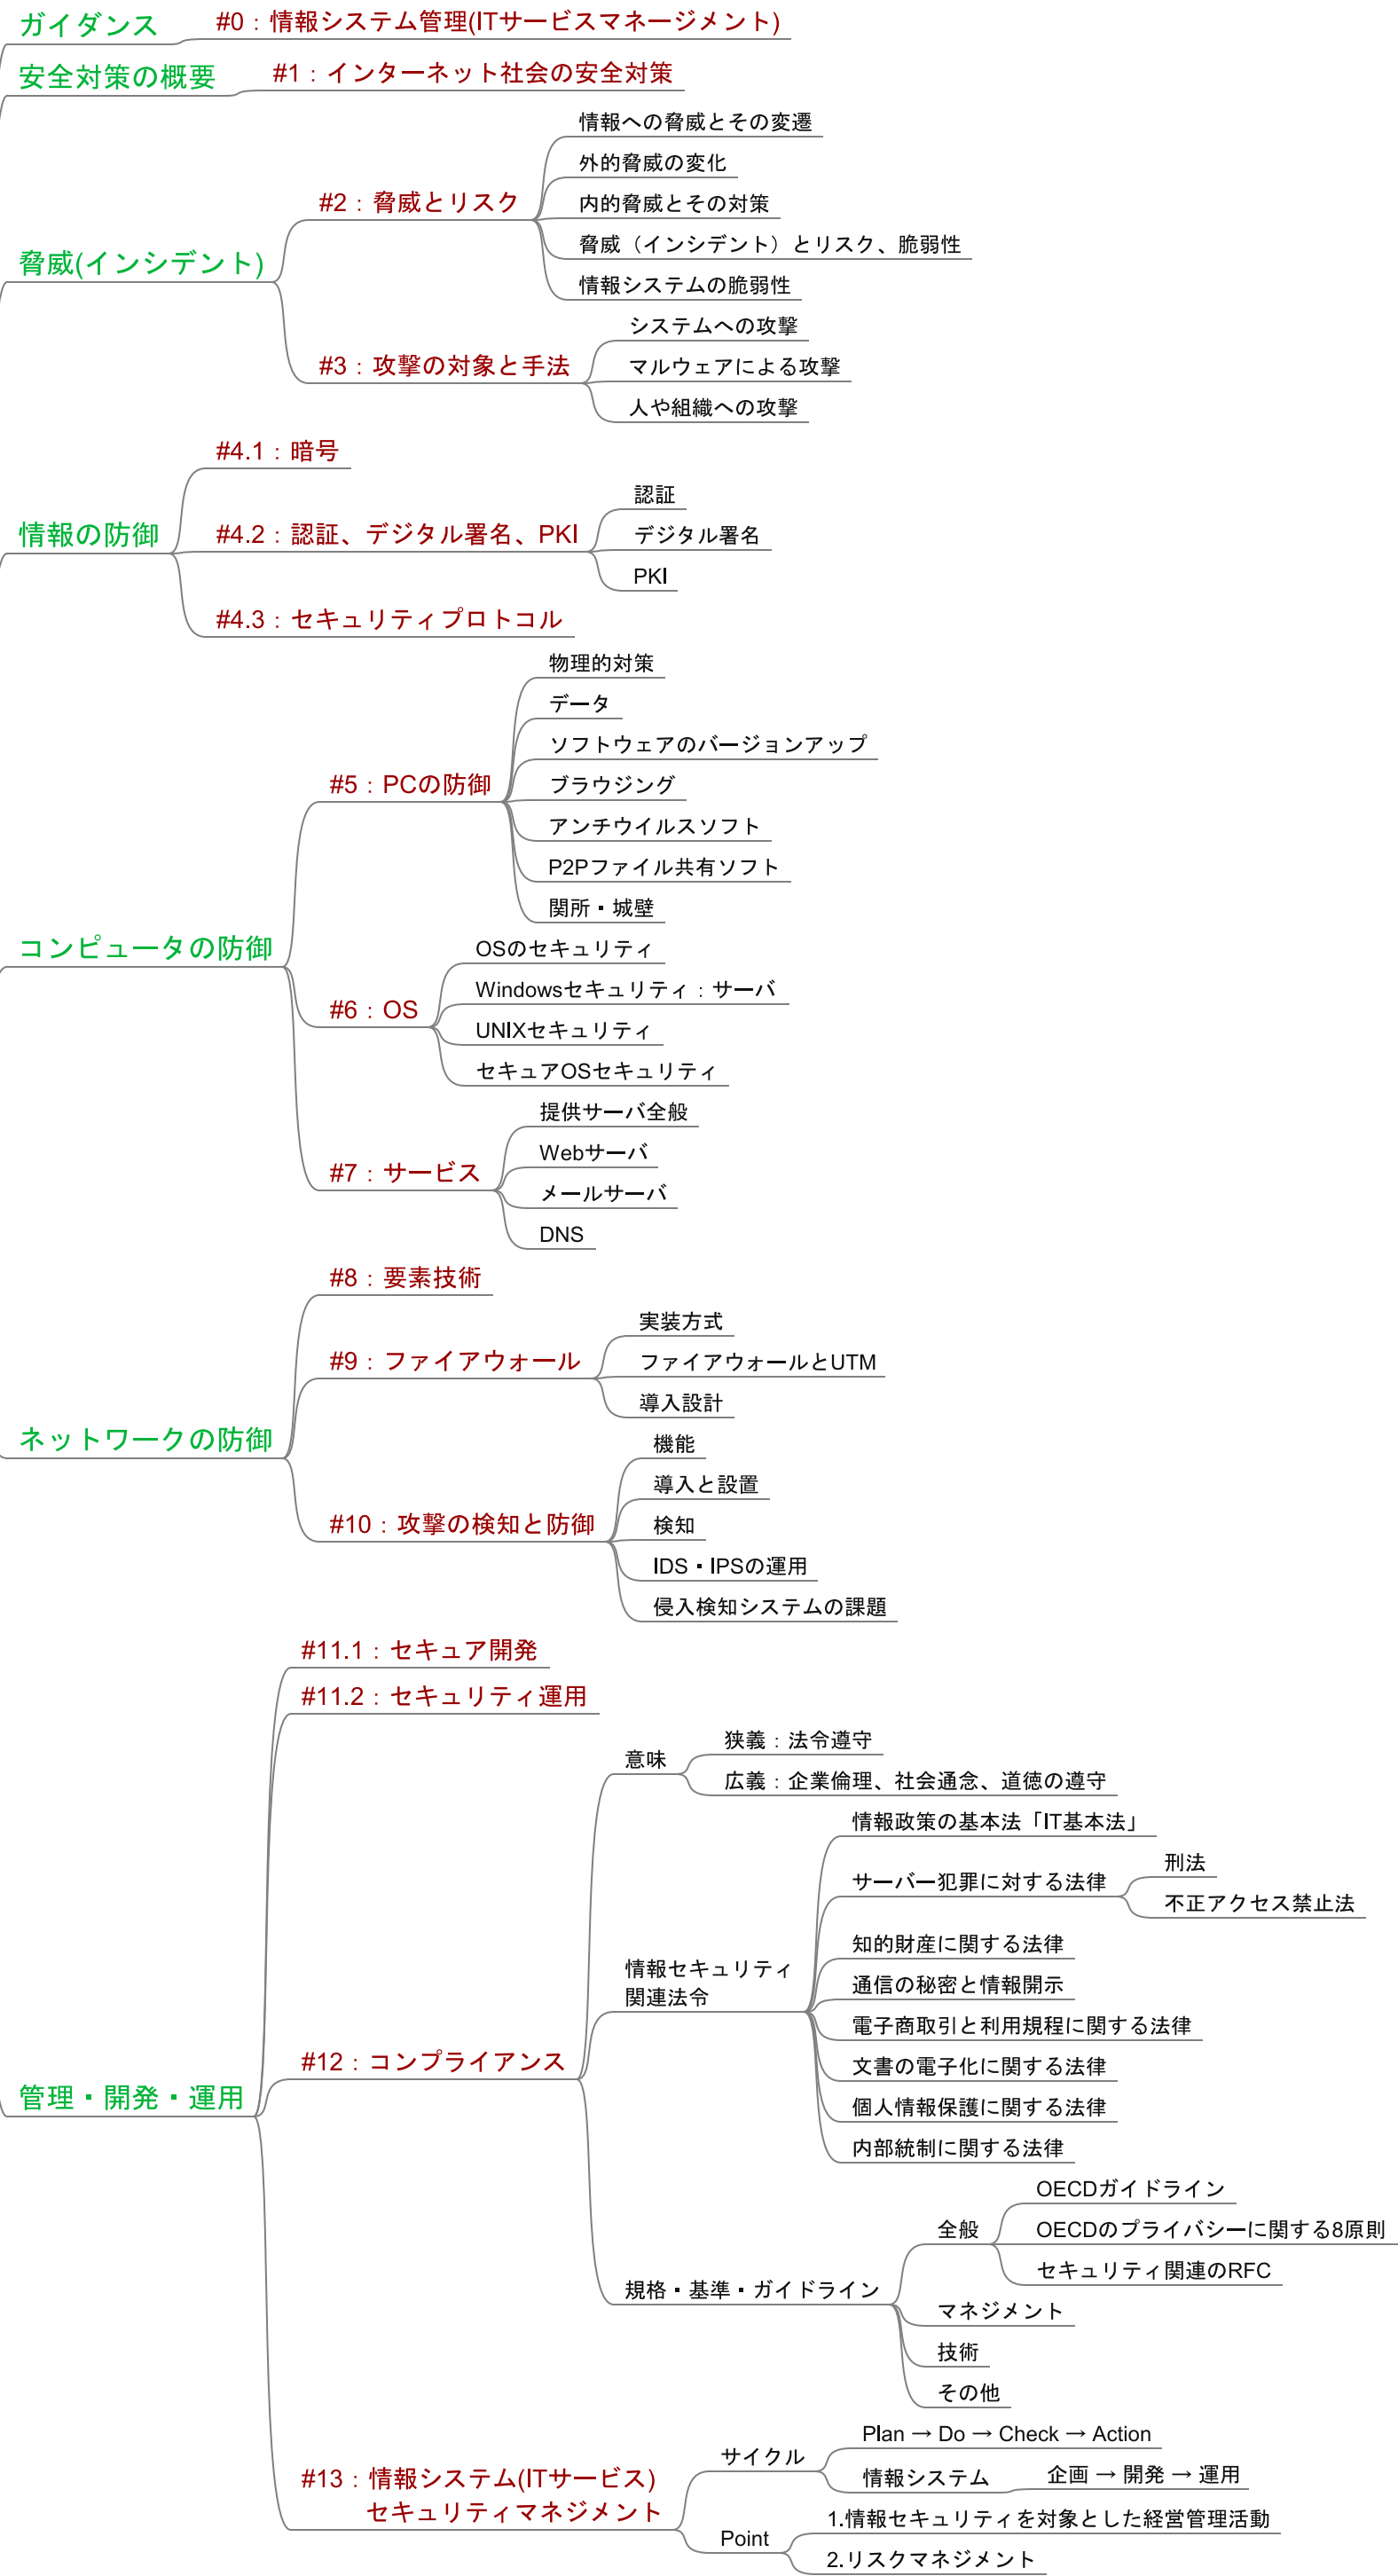 ガイダンス
#0：情報システム管理(ITサービスマネージメント)
安全対策の概要
#1：インターネット社会の安全対策
脅威(インシデント)
#2：脅威とリスク
情報への脅威とその変遷
外的脅威の変化
内的脅威とその対策
脅威（インシデント）とリスク、脆弱性
情報システムの脆弱性
#3：攻撃の対象と手法
システムへの攻撃
マルウェアによる攻撃
人や組織への攻撃
情報の防御
#4.1：暗号
#4.2：認証、デジタル署名、PKI
認証
デジタル署名
PKI
#4.3：セキュリティプロトコル
コンピュータの防御
#5：PCの防御
物理的対策
データ
ソフトウェアのバージョンアップ
ブラウジング
アンチウイルスソフト
P2Pファイル共有ソフト
関所・城壁
#6：OS
OSのセキュリティ
Windowsセキュリティ：サーバ
UNIXセキュリティ
セキュアOSセキュリティ
#7：サービス
提供サーバ全般
Webサーバ
メールサーバ
DNS
ネットワークの防御
#8：要素技術
#9：ファイアウォール
実装方式
ファイアウォールとUTM
導入設計
#10：攻撃の検知と防御
機能
導入と設置
検知
IDS・IPSの運用
侵入検知システムの課題
管理・開発・運用
#11.1：セキュア開発
#11.2：セキュリティ運用
#12：コンプライアンス
意味
狭義：法令遵守
広義：企業倫理、社会通念、道徳の遵守
情報セキュリティ
関連法令
情報政策の基本法「IT基本法」
サーバー犯罪に対する法律
刑法
不正アクセス禁止法
知的財産に関する法律
通信の秘密と情報開示
電子商取引と利用規程に関する法律
文書の電子化に関する法律
個人情報保護に関する法律
内部統制に関する法律
規格・基準・ガイドライン
全般
OECDガイドライン
OECDのプライバシーに関する8原則
セキュリティ関連のRFC
マネジメント
技術
その他
#13：情報システム(ITサービス)
セキュリティマネジメント
サイクル
Plan → Do → Check → Action
情報システム
企画 → 開発 → 運用
Point
1.情報セキュリティを対象とした経営管理活動
2.リスクマネジメント